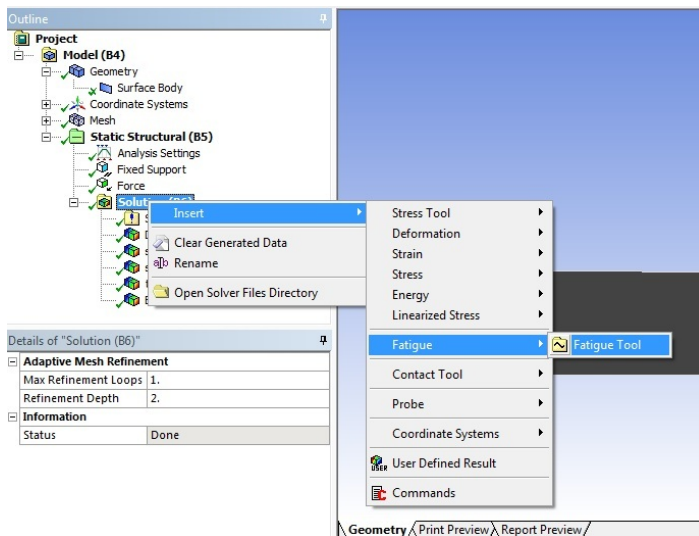 Outline
Project
Model (B4)
Geometry
Surface Body
Coordinate Systems
Mesh
Static Structural (B5)
Analysis Settings
Fixed Support
Force
Insert
Clear Generated Data
Rename
Open Solver Files Directory
Stress Tool
Deformation
Strain
Stress
Energy
Linearized Stress
Fatigue
Fatigue Tool
Contact Tool
Probe
Coordinate Systems
User Defined Result
Commands
Details of "Solution (B6)"
Adaptive Mesh Refinement
Max Refinement Loops 1.
Refinement Depth 2.
Information
Status Done
Geometry Print Preview Report Preview